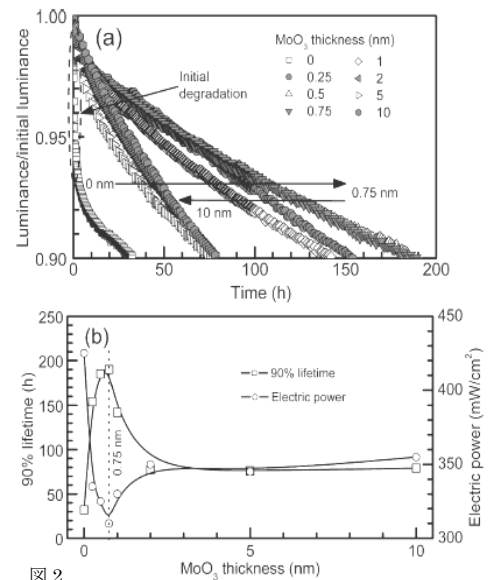 (a)
MoO₃ thickness (nm)
0
1
0.25
2
0.5
5
0.75
10
Initial
degradation
0 nm
0.75 nm
10 nm
Luminance/initial luminance
1.00
0.95
0.90
0
50
100
150
200
Time (h)
(b)
90% lifetime
Electric power
0.75 nm
90% lifetime (h)
250
200
150
100
50
0
Electric power (mW/cm²)
450
400
350
300
0
5
10
MoO₃ thickness (nm)
図 2